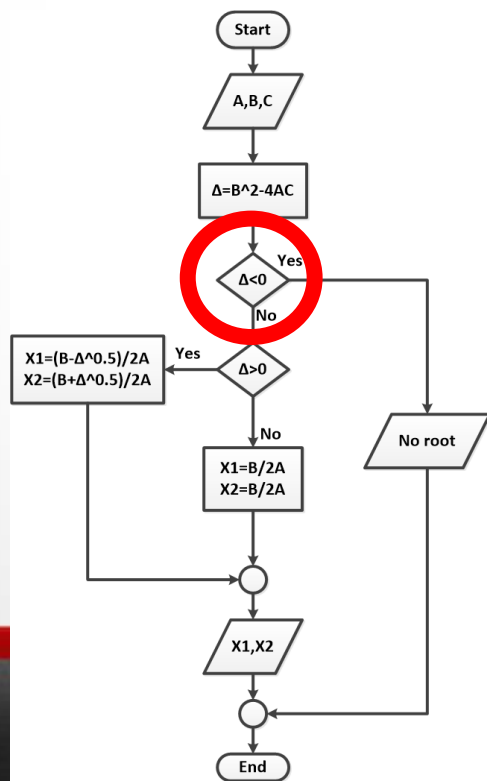 Start
A,B,C
Δ=B^2-4AC
Δ<0
Yes
No
Δ>0
Yes
X1=(B-Δ^0.5)/2A
X2=(B+Δ^0.5)/2A
No
X1=B/2A
X2=B/2A
No root
X1,X2
End